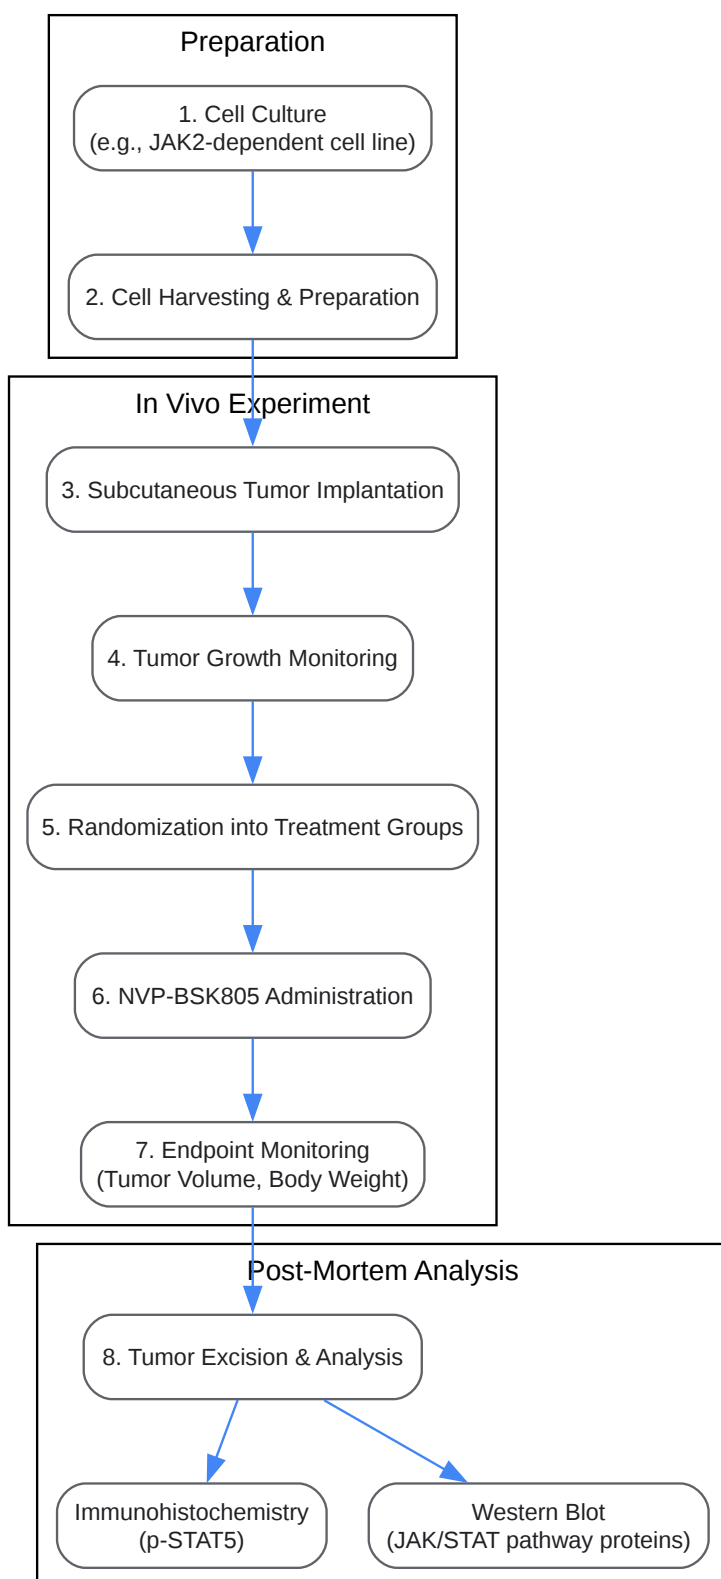 Preparation
1. Cell Culture
(e.g., JAK2-dependent cell line)
2. Cell Harvesting & Preparation
In Vivo Experiment
3. Subcutaneous Tumor Implantation
4. Tumor Growth Monitoring
5. Randomization into Treatment Groups
6. NVP-BSK805 Administration
7. Endpoint Monitoring
(Tumor Volume, Body Weight)
Post-Mortem Analysis
8. Tumor Excision & Analysis
Immunohistochemistry
(p-STAT5)
Western Blot
(JAK/STAT pathway proteins)